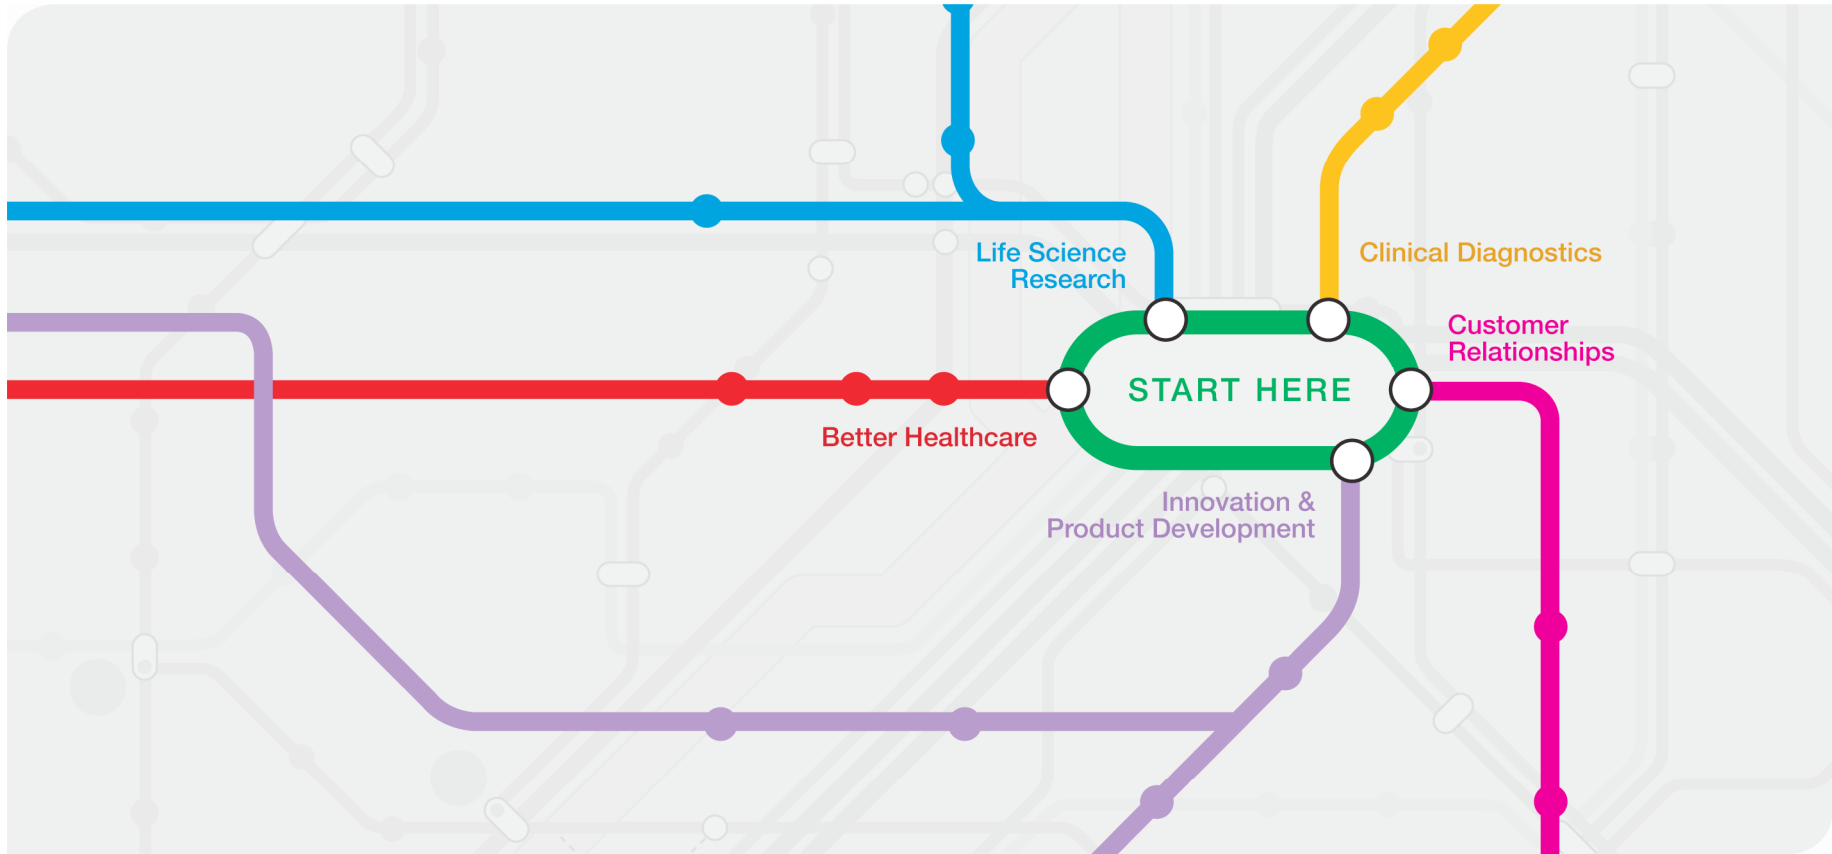 Life Science
Research
Clinical Diagnostics
Customer
Relationships
START HERE
Better Healthcare
Innovation &
Product Development